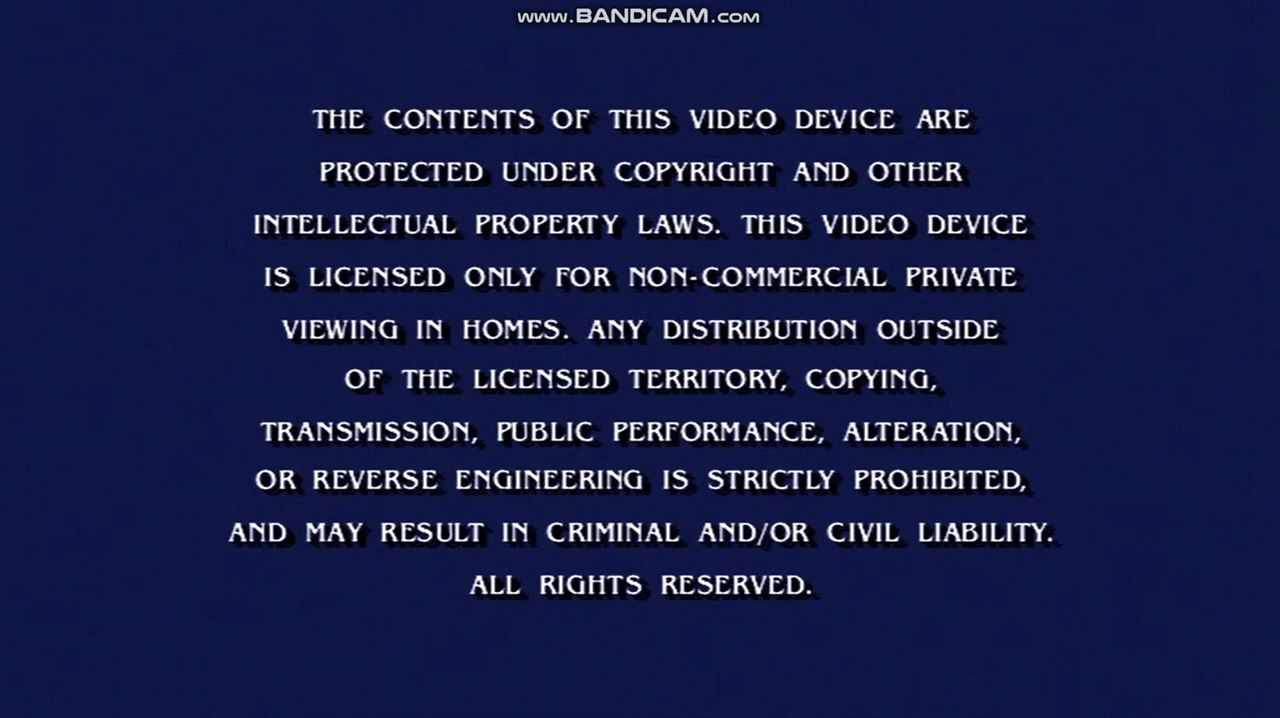 www.BANDICAM.com
THE CONTENTS OF THIS VIDEO DEVICE ARE
PROTECTED UNDER COPYRIGHT AND OTHER
INTELLECTUAL PROPERTY LAWS. THIS VIDEO DEVICE
IS LICENSED ONLY FOR NON-COMMERCIAL PRIVATE
VIEWING IN HOMES. ANY DISTRIBUTION OUTSIDE
OF THE LICENSED TERRITORY, COPYING,
TRANSMISSION, PUBLIC PERFORMANCE, ALTERATION,
OR REVERSE ENGINEERING IS STRICTLY PROHIBITED,
AND MAY RESULT IN CRIMINAL AND/OR CIVIL LIABILITY.
ALL RIGHTS RESERVED.